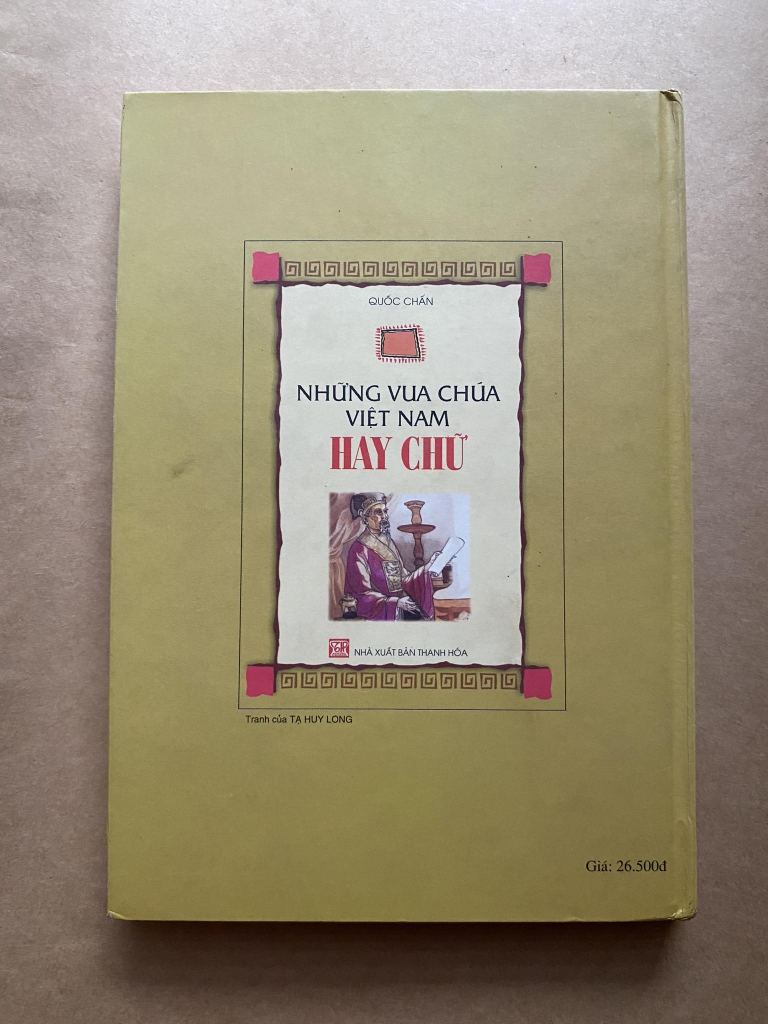 QUỐC CHẤN
NHỮNG VUA CHÚA
VIỆT NAM
HAY CHỮ
NHÀ XUẤT BẢN THANH HÓA
Tranh của TẠ HUY LONG
Giá: 26.500đ